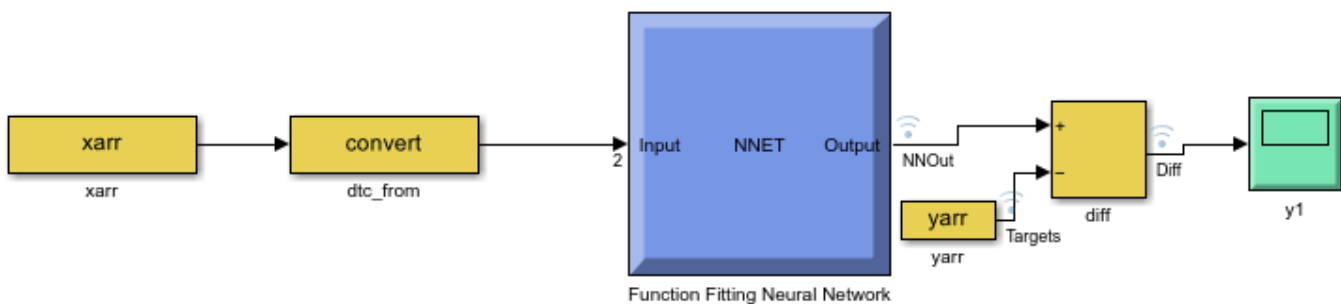 xarr
xarr
convert
dtc_from
2
Input
NNET
Output
Function Fitting Neural Network
NNOut
yarr
yarr
Targets
+
−
diff
Diff
y1